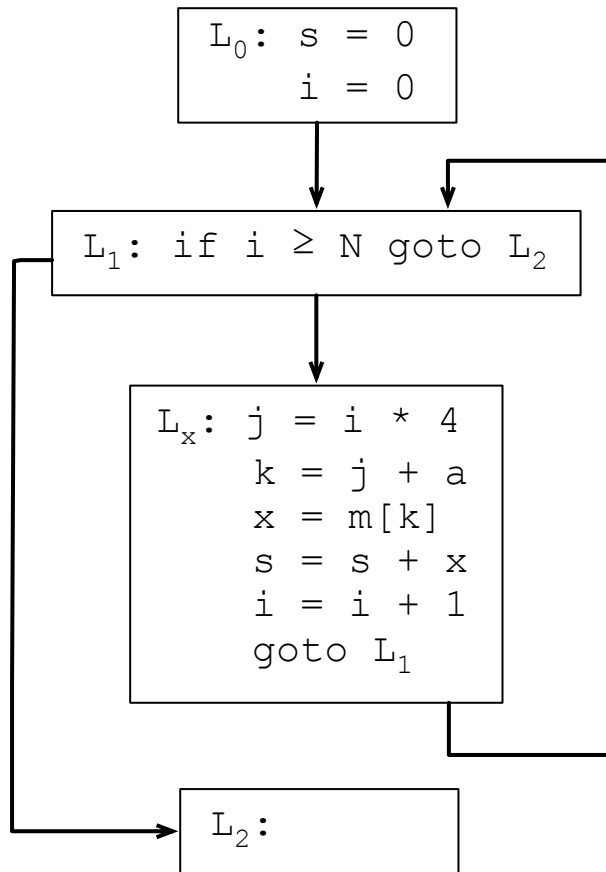 L₀: s = 0
i = 0
L₁: if i ≥ N goto L₂
Lₓ: j = i * 4
k = j + a
x = m[k]
s = s + x
i = i + 1
goto L₁
L₂: